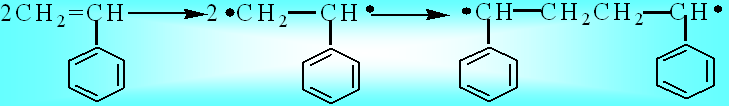 2CH₂=CH → 2 •CH₂—CH• → •CH—CH₂CH₂—CH•